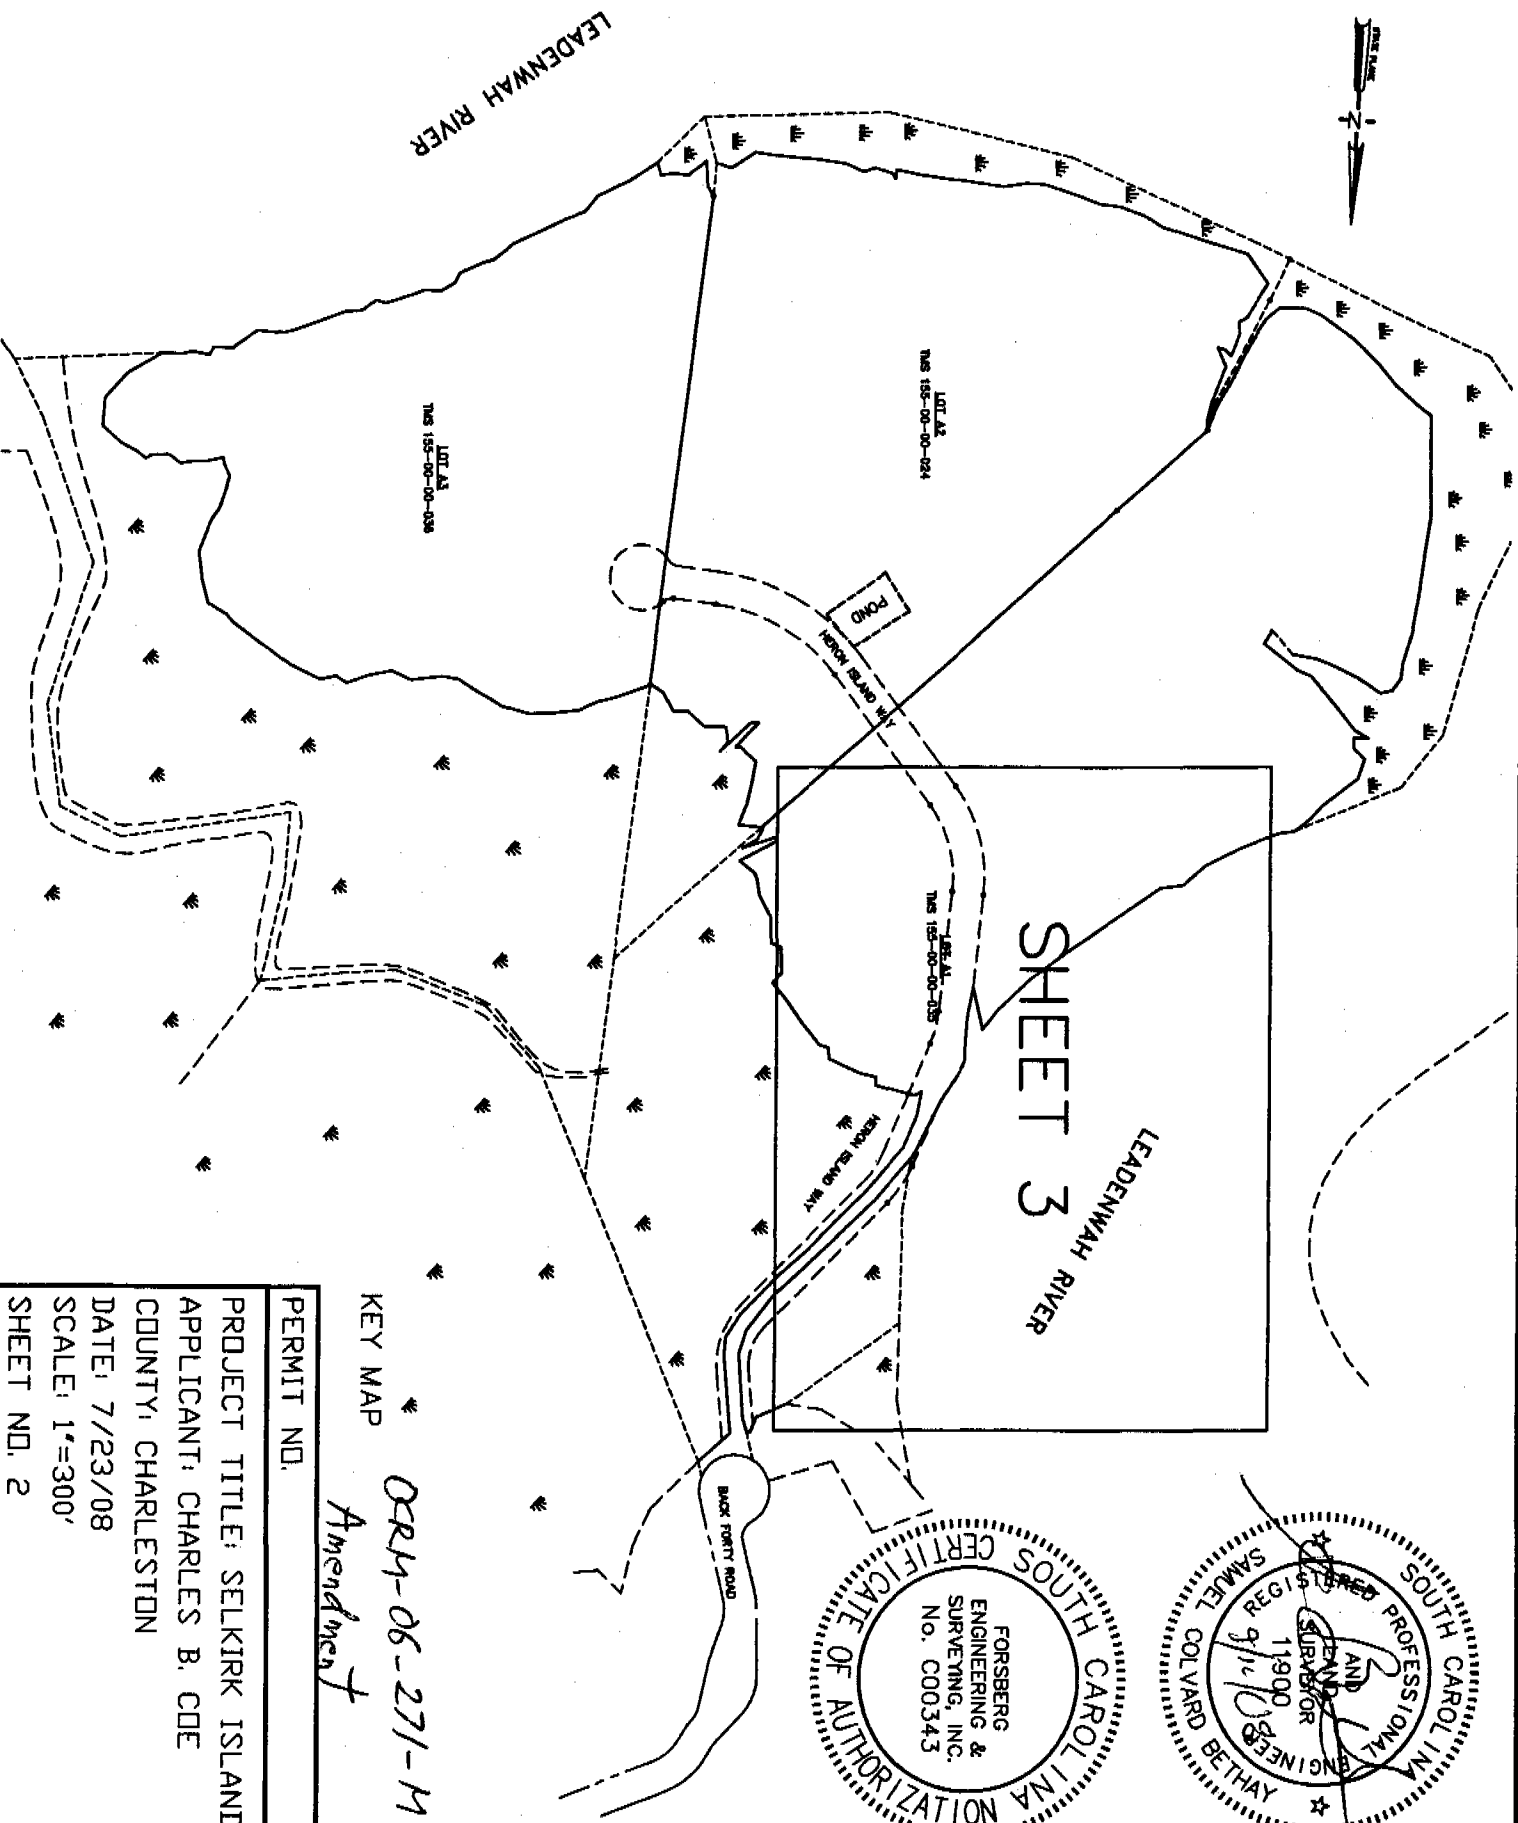 STATE PLANE
N
LEADENWAH RIVER
LOT A2
TMS 155-00-00-024
LOT A3
TMS 155-00-00-036
POND
HERON ISLAND WAY
LOT A1
TMS 155-00-00-035
SHEET 3
LEADENWAH RIVER
HERON ISLAND WAY
BACK FORTY ROAD
SOUTH CAROLINA
REGISTERED PROFESSIONAL ENGINEER
AND
LAND
SURVEYOR
11900
SAMUEL COLVARD BETHAY
SOUTH CAROLINA
FORSBERG
ENGINEERING &
SURVEYING, INC.
No. C00343
CERTIFICATE OF AUTHORIZATION
KEY MAP
OCRM-06-271-M
Amendment
PERMIT NO.
PROJECT TITLE: SELKIRK ISLAND
APPLICANT: CHARLES B. COE
COUNTY: CHARLESTON
DATE: 7/23/08
SCALE: 1"=300'
SHEET NO. 2